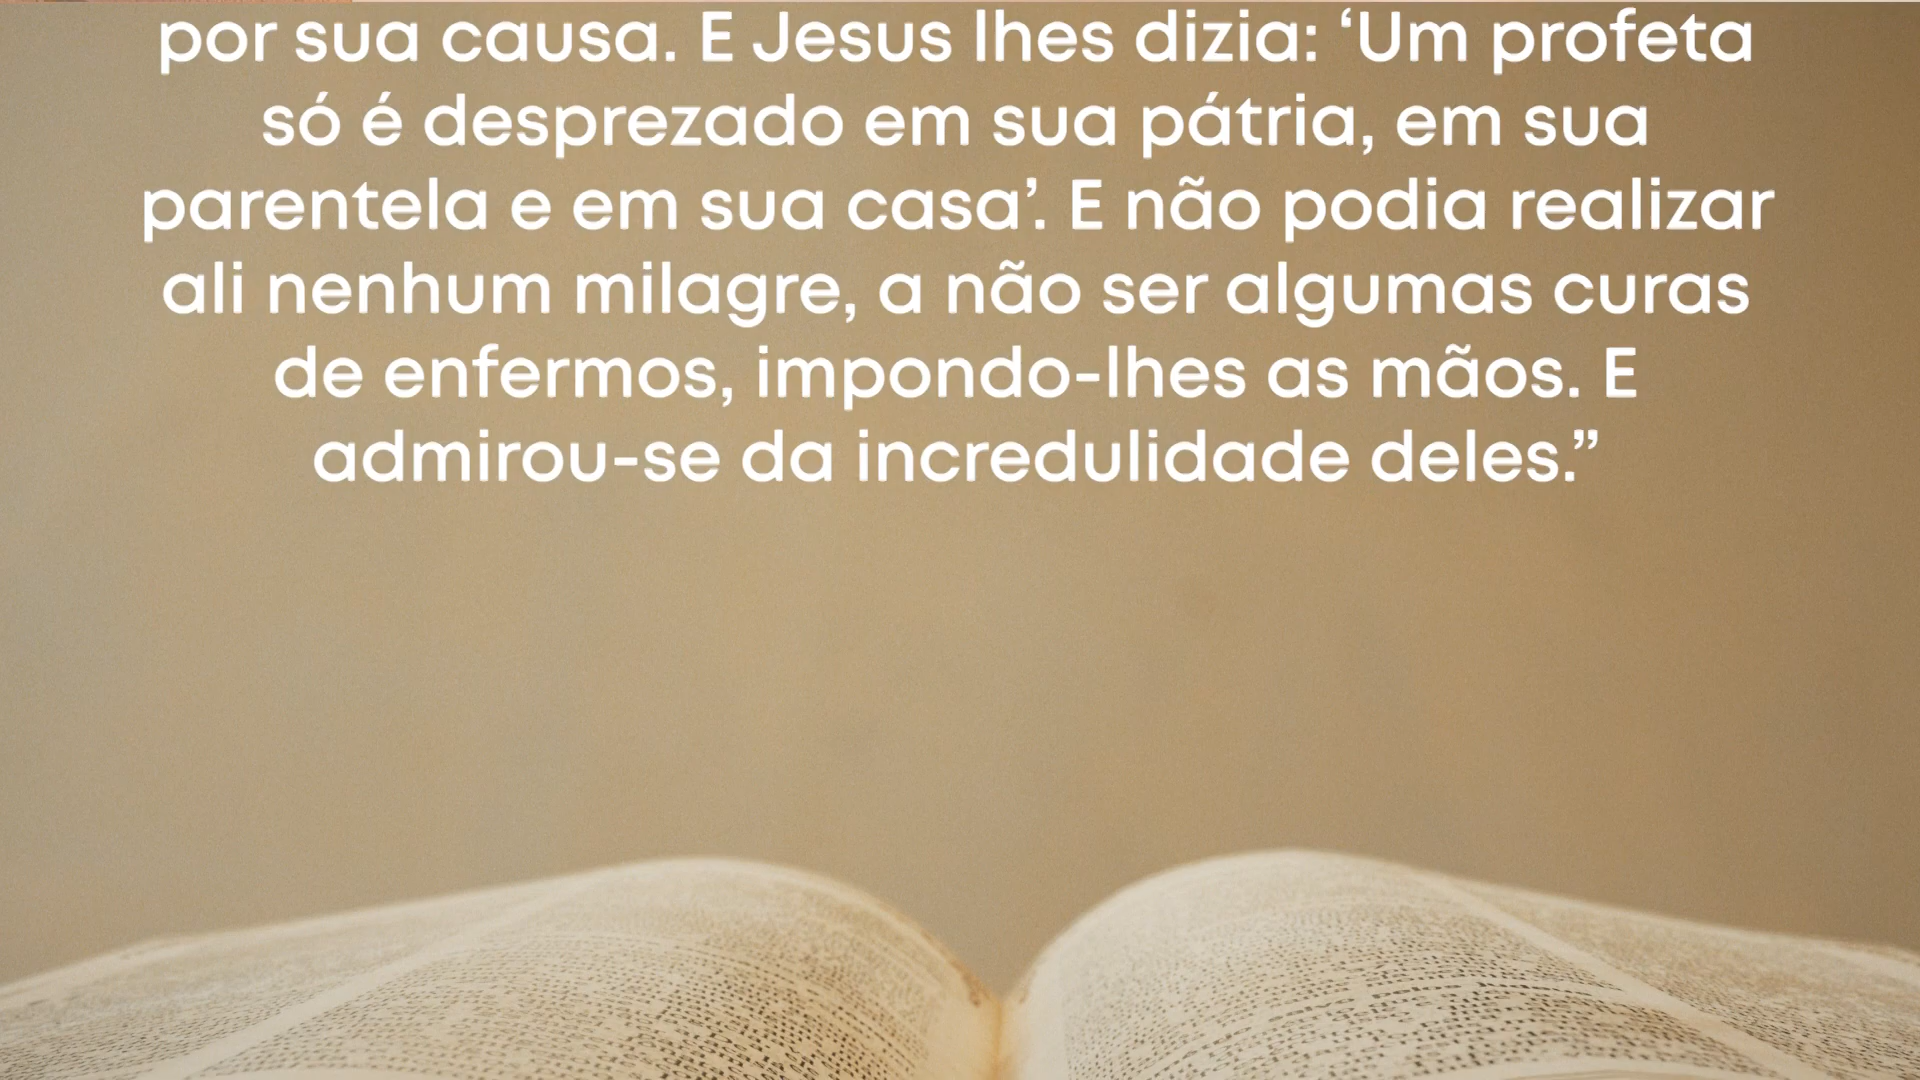 por sua causa. E Jesus lhes dizia: ‘Um profeta
só é desprezado em sua pátria, em sua
parentela e em sua casa’. E não podia realizar
ali nenhum milagre, a não ser algumas curas
de enfermos, impondo-lhes as mãos. E
admirou-se da incredulidade deles.”